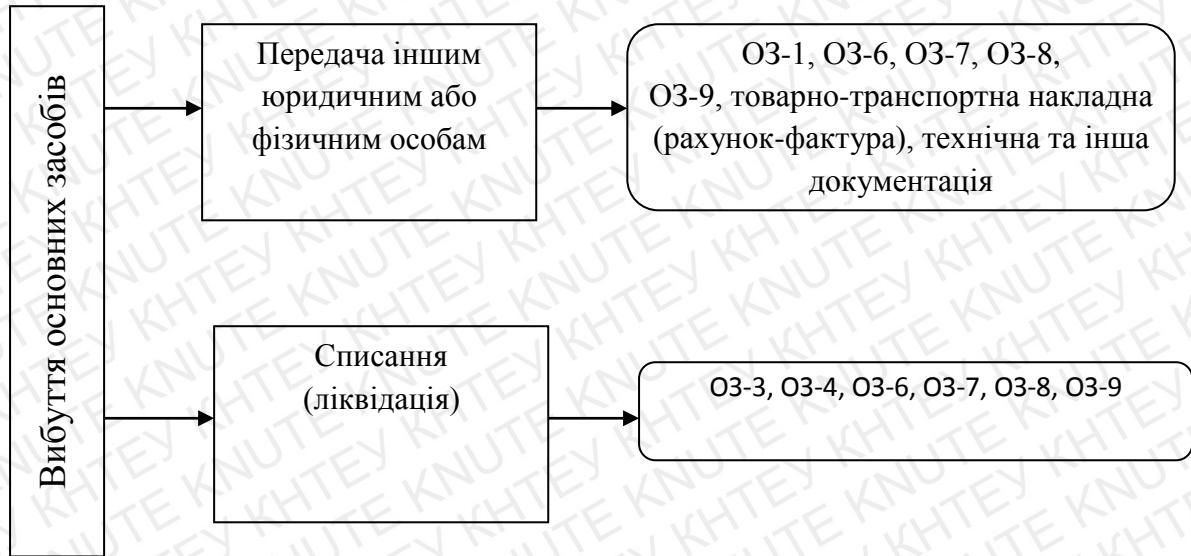 Вибуття основних засобів
Передача іншим
юридичним або
фізичним особам
ОЗ-1, ОЗ-6, ОЗ-7, ОЗ-8,
ОЗ-9, товарно-транспортна накладна
(рахунок-фактура), технічна та інша
документація
Списання
(ліквідація)
ОЗ-3, ОЗ-4, ОЗ-6, ОЗ-7, ОЗ-8, ОЗ-9